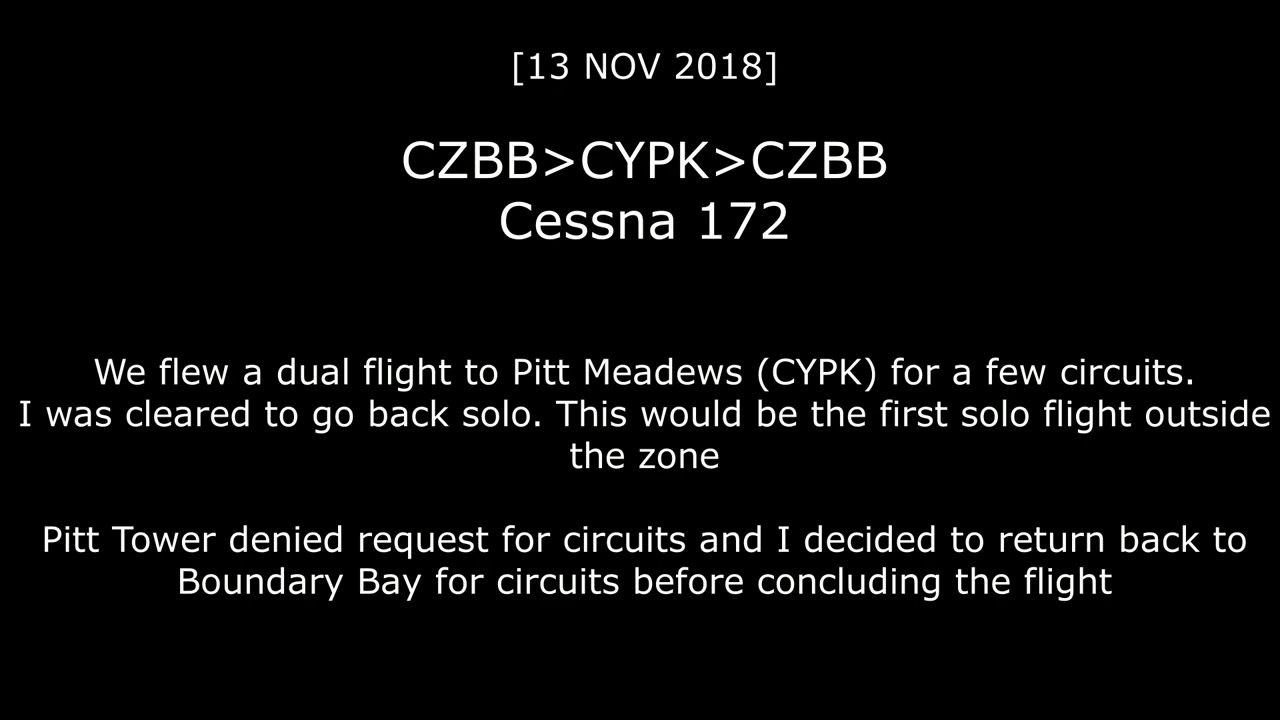 [13 NOV 2018]
CZBB>CYPK>CZBB
Cessna 172
We flew a dual flight to Pitt Meadews (CYPK) for a few circuits.
I was cleared to go back solo. This would be the first solo flight outside
the zone
Pitt Tower denied request for circuits and I decided to return back to
Boundary Bay for circuits before concluding the flight